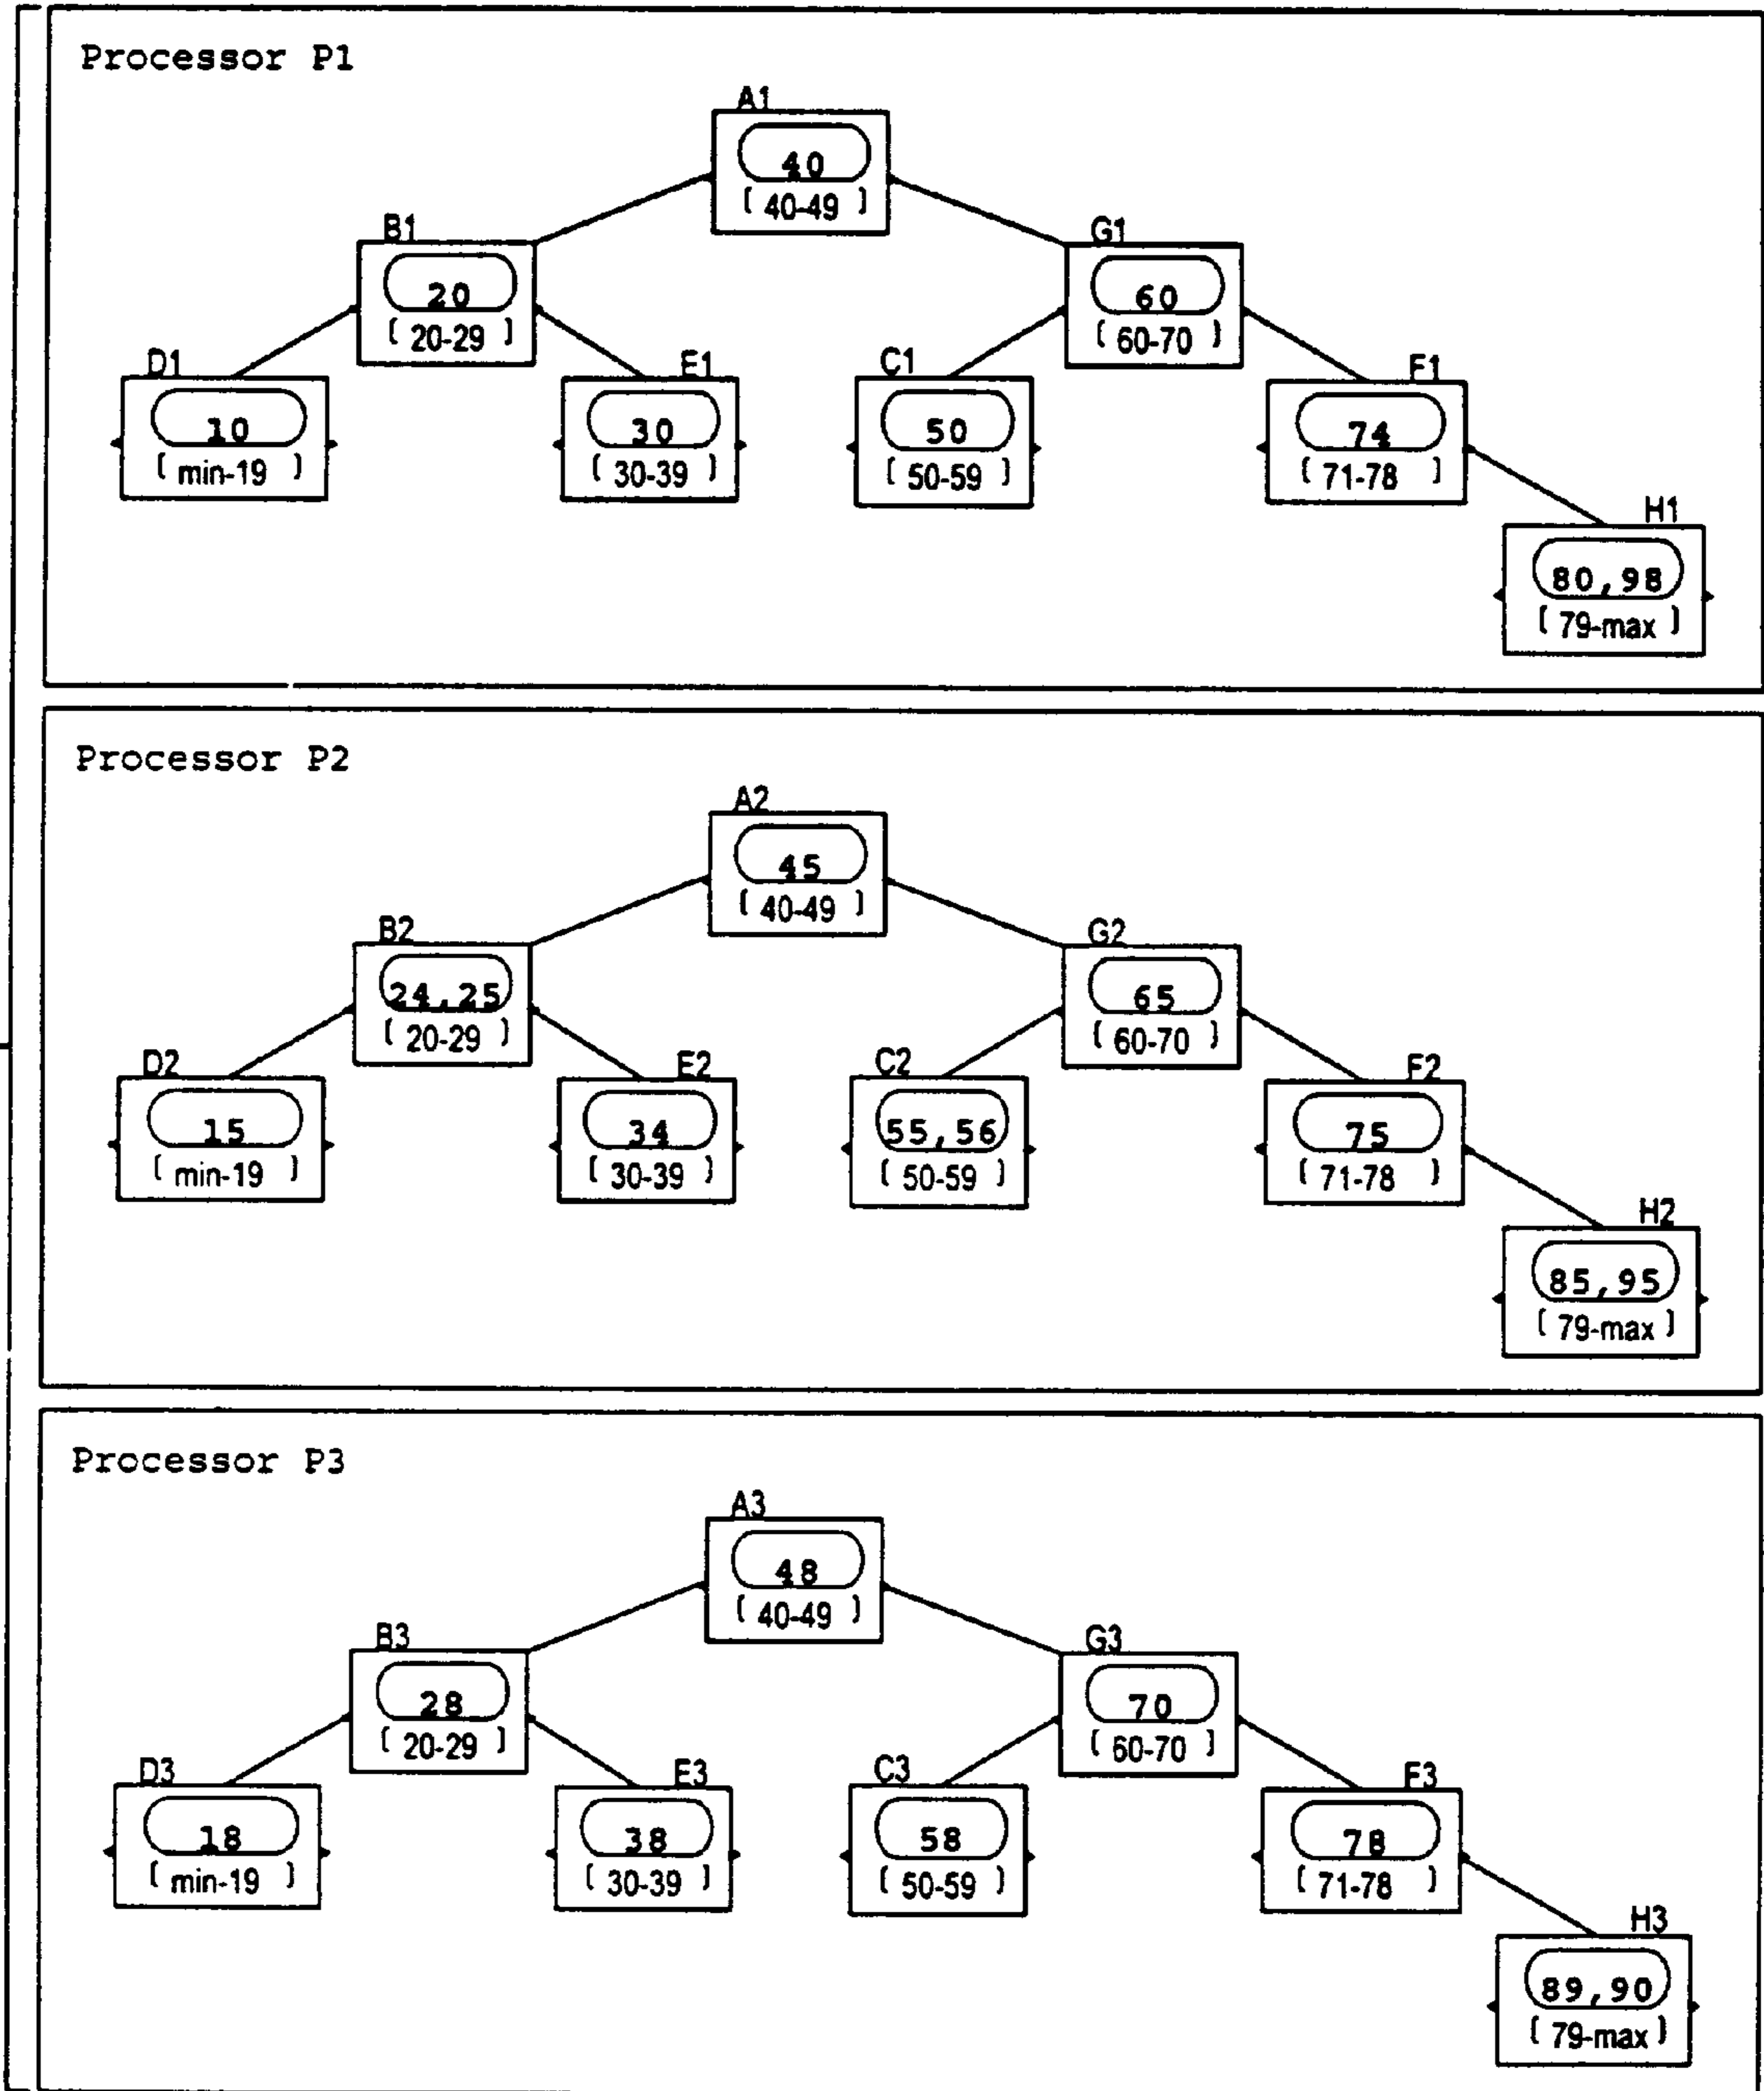 Processor P1
A1
40
[ 40-49 ]
B1
G1
20
60
[ 20-29 ]
[ 60-70 ]
D1
E1
C1
F1
10
30
50
74
[ min-19 ]
[ 30-39 ]
[ 50-59 ]
[ 71-78 ]
H1
80,98
[ 79-max ]
Processor P2
A2
45
[ 40-49 ]
B2
G2
24,25
65
[ 20-29 ]
[ 60-70 ]
D2
E2
C2
F2
15
34
55,56
75
[ min-19 ]
[ 30-39 ]
[ 50-59 ]
[ 71-78 ]
H2
85,95
[ 79-max ]
Processor P3
A3
48
[ 40-49 ]
B3
G3
28
70
[ 20-29 ]
[ 60-70 ]
D3
E3
C3
F3
18
38
58
78
[ min-19 ]
[ 30-39 ]
[ 50-59 ]
[ 71-78 ]
H3
89,90
[ 79-max ]